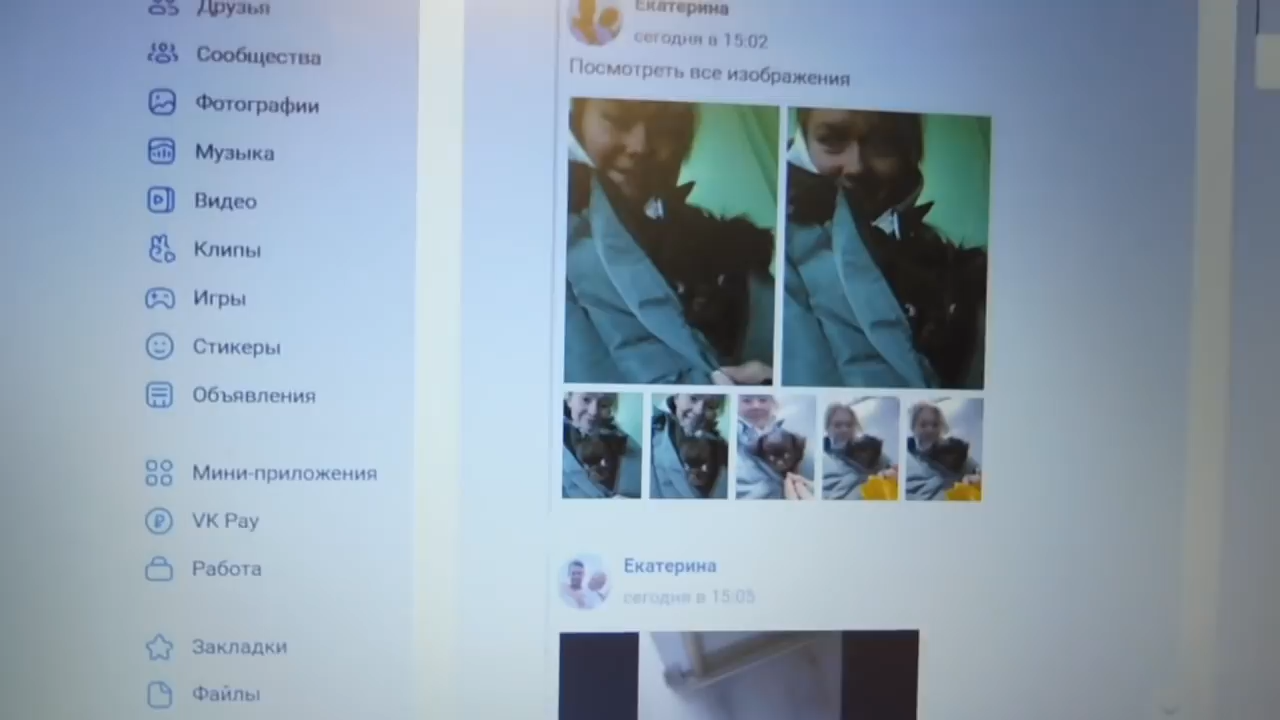 Друзья
Сообщества
Фотографии
Музыка
Видео
Клипы
Игры
Стикеры
Объявления
Мини-приложения
VK Pay
Работа
Закладки
Файлы
Екатерина
сегодня в 15:02
Посмотреть все изображения
Екатерина
сегодня в 15:05